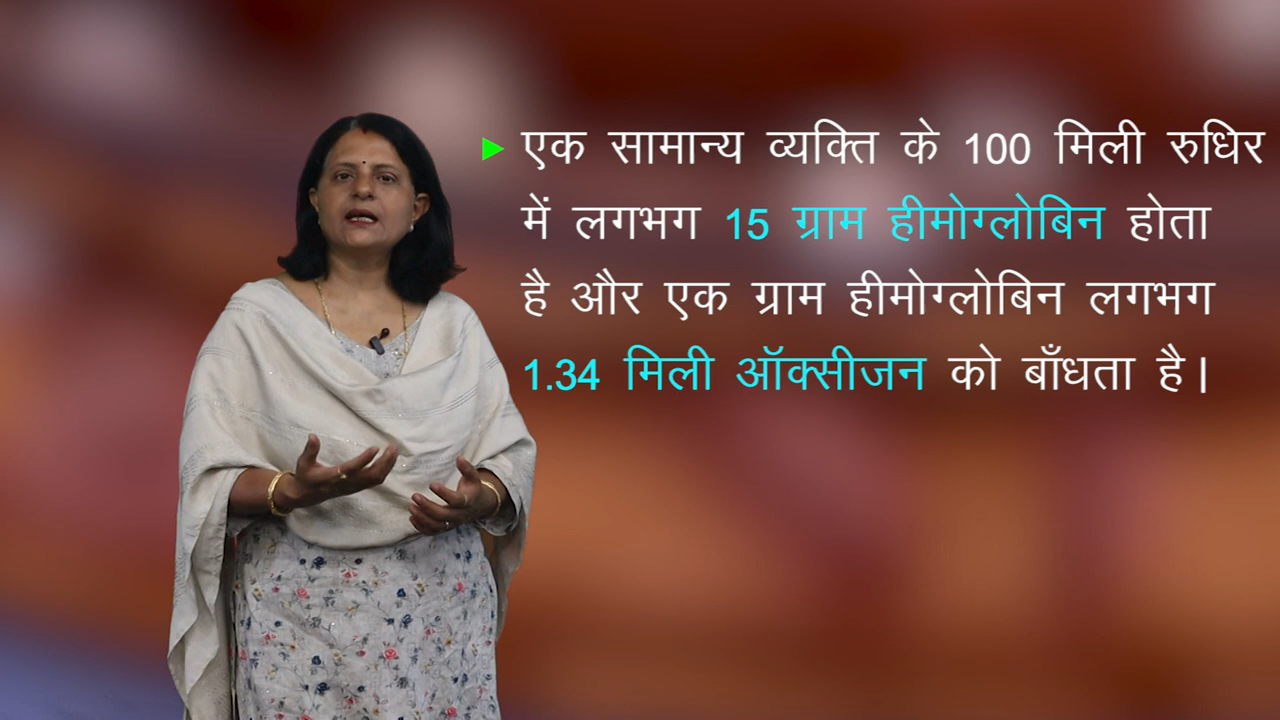 एक सामान्य व्यक्ति के 100 मिली रुधिर
में लगभग 15 ग्राम हीमोग्लोबिन होता
है और एक ग्राम हीमोग्लोबिन लगभग
1.34 मिली ऑक्सीजन को बाँधता है।